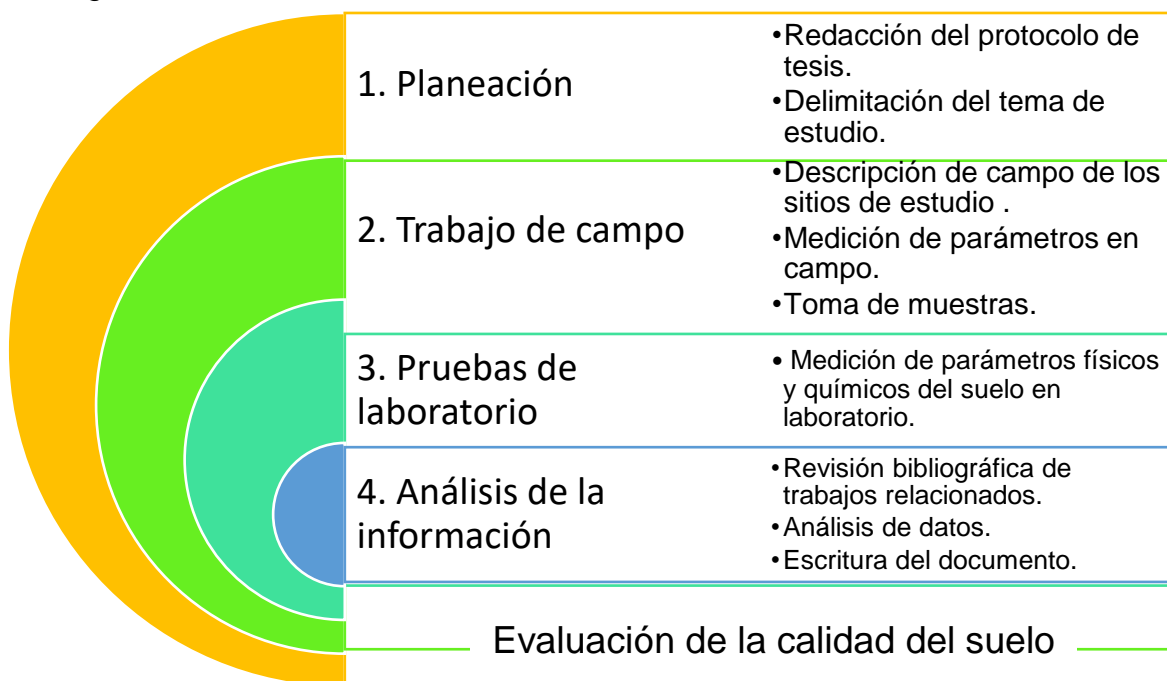 1. Planeación
•Redacción del protocolo de
tesis.
•Delimitación del tema de
estudio.
2. Trabajo de campo
•Descripción de campo de los
sitios de estudio .
•Medición de parámetros en
campo.
•Toma de muestras.
3. Pruebas de
laboratorio
• Medición de parámetros físicos
y químicos del suelo en
laboratorio.
4. Análisis de la
información
•Revisión bibliográfica de
trabajos relacionados.
•Análisis de datos.
•Escritura del documento.
Evaluación de la calidad del suelo